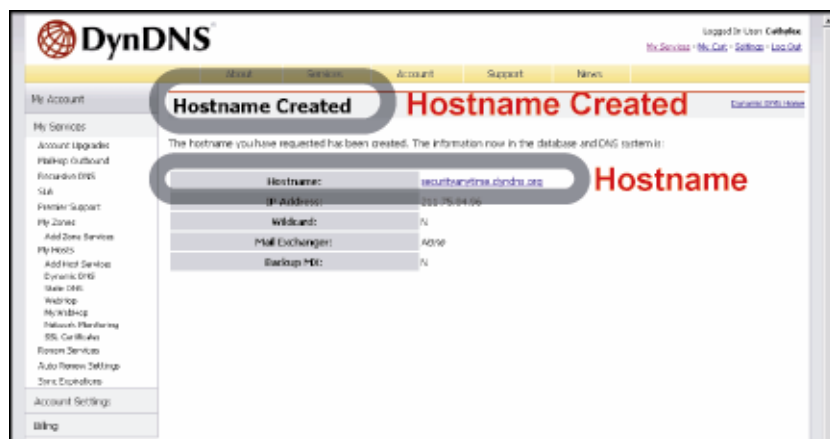 DynDNS
Logged In User: Catholee
My Services - My Cart - Settings - Log Out
About Services Account Support News
My Account
Hostname Created
Hostname Created
Dynamic DNS Home
My Services
The hostname you have requested has been created. The information now in the database and DNS system is:
Account Upgrades
MailHop Outbound
Recursive DNS
SLA
Premier Support
My Zones
Add Zone Services
My Hosts
Add Host Services
Dynamic DNS
Static DNS
WebHop
MyWebHop
Network Monitoring
SSL Certificates
Renew Services
Auto Renew Settings
Sync Expirations
Account Settings
Billing
Hostname: securityanytime.dyndns.org
Hostname
IP Address:
Wildcard: N
Mail Exchanger: None
Backup MX: N